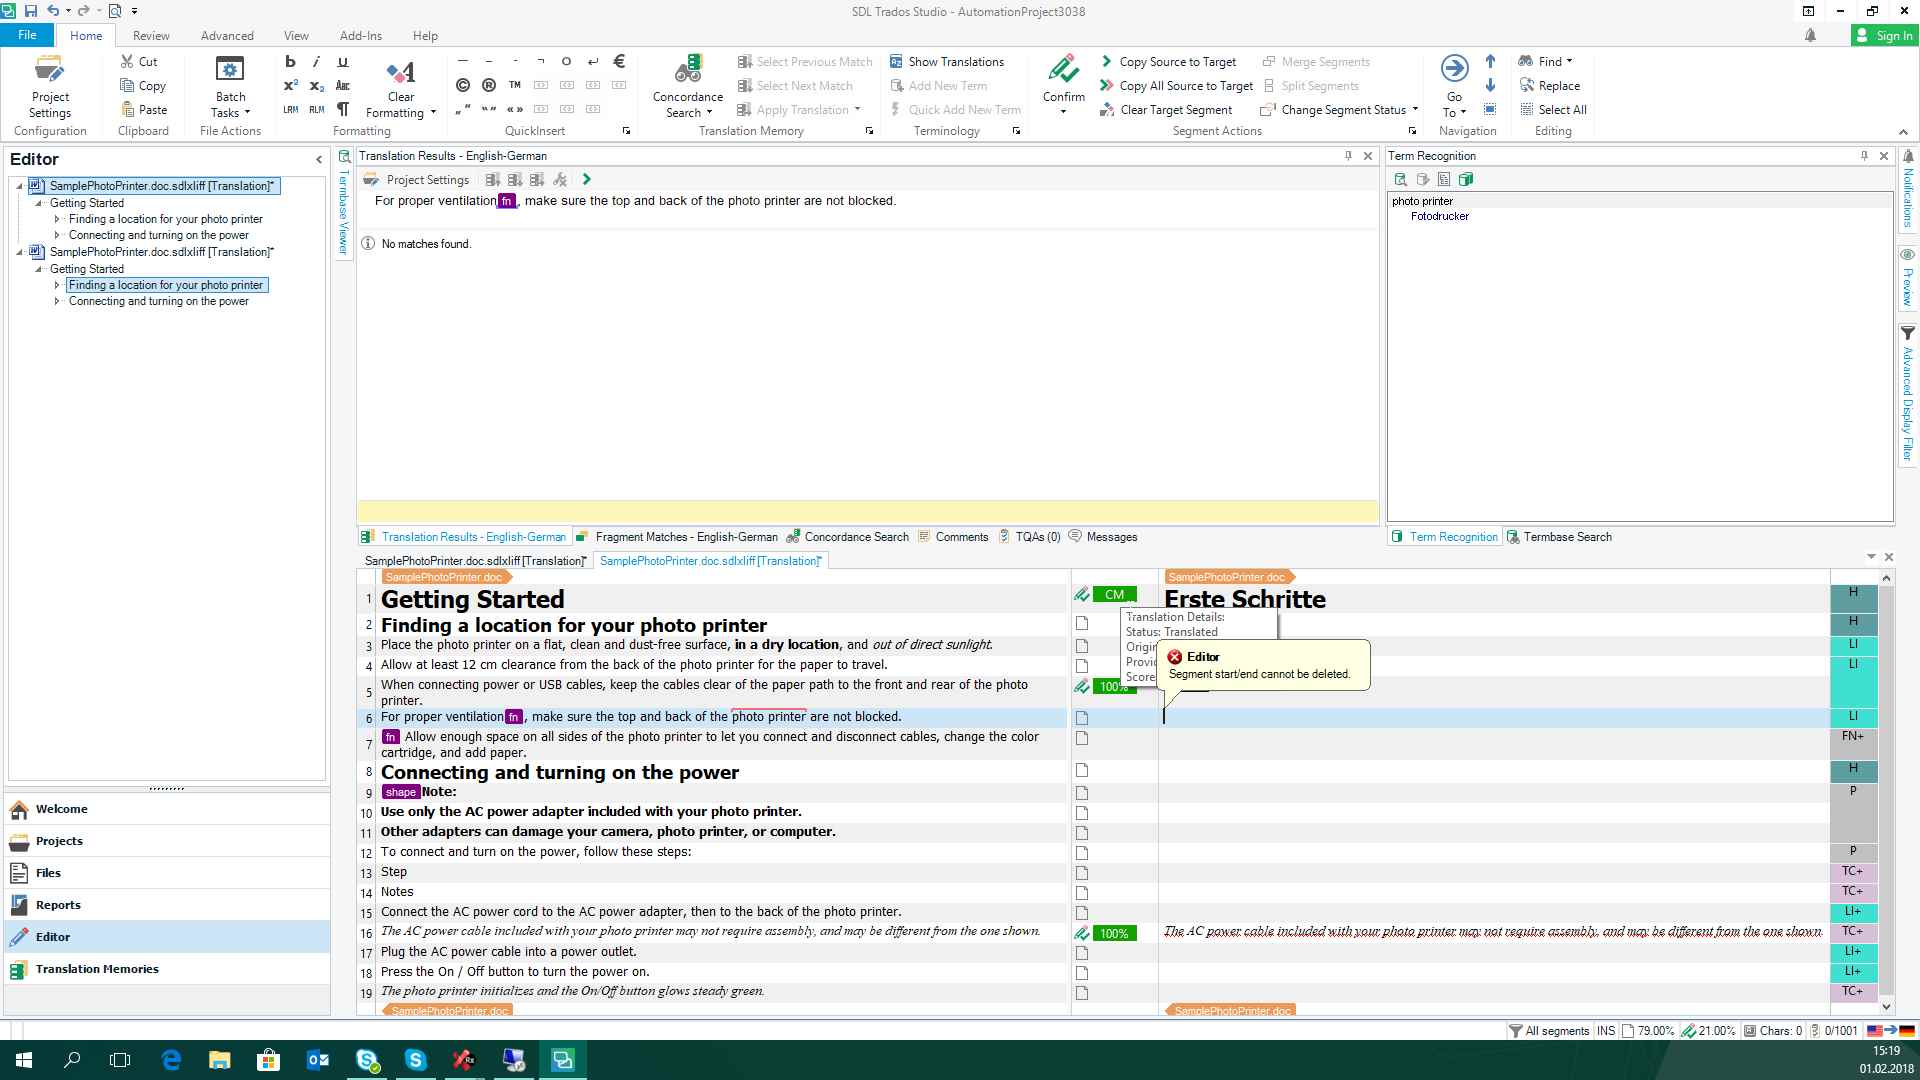 SDL Trados Studio - AutomationProject3038
File Home Review Advanced View Add-Ins Help Sign In
Project Settings
Configuration
Cut
Copy
Paste
Clipboard
Batch Tasks
File Actions
b i u
x² x₂ Abc
LRM RLM ¶
Clear Formatting
Formatting
€
© ® TM
„“ “” «»
QuickInsert
Concordance Search
Select Previous Match
Select Next Match
Apply Translation
Translation Memory
Show Translations
Add New Term
Quick Add New Term
Terminology
Confirm
Copy Source to Target
Copy All Source to Target
Clear Target Segment
Merge Segments
Split Segments
Change Segment Status
Segment Actions
Go To
Navigation
Find
Replace
Select All
Editing
Editor
SamplePhotoPrinter.doc.sdlxliff [Translation]*
Getting Started
Finding a location for your photo printer
Connecting and turning on the power
SamplePhotoPrinter.doc.sdlxliff [Translation]*
Getting Started
Finding a location for your photo printer
Connecting and turning on the power
Welcome
Projects
Files
Reports
Editor
Translation Memories
Termbase Viewer
Translation Results - English-German
Project Settings
For proper ventilation fn , make sure the top and back of the photo printer are not blocked.
No matches found.
Term Recognition
photo printer
Fotodrucker
Notifications
Preview
Advanced Display Filter
Translation Results - English-German Fragment Matches - English-German Concordance Search Comments TQAs (0) Messages
Term Recognition Termbase Search
SamplePhotoPrinter.doc.sdlxliff [Translation]* SamplePhotoPrinter.doc.sdlxliff [Translation]*
SamplePhotoPrinter.doc SamplePhotoPrinter.doc
1 Getting Started CM Erste Schritte H
2 Finding a location for your photo printer H
3 Place the photo printer on a flat, clean and dust-free surface, in a dry location, and out of direct sunlight. LI
4 Allow at least 12 cm clearance from the back of the photo printer for the paper to travel. LI
5 When connecting power or USB cables, keep the cables clear of the paper path to the front and rear of the photo printer. 100%
Translation Details:
Status: Translated
Origi
Provi
Score
Editor
Segment start/end cannot be deleted.
6 For proper ventilation fn , make sure the top and back of the photo printer are not blocked. LI
7 fn Allow enough space on all sides of the photo printer to let you connect and disconnect cables, change the color cartridge, and add paper. FN+
8 Connecting and turning on the power H
9 shape Note: P
10 Use only the AC power adapter included with your photo printer.
11 Other adapters can damage your camera, photo printer, or computer.
12 To connect and turn on the power, follow these steps: P
13 Step TC+
14 Notes TC+
15 Connect the AC power cord to the AC power adapter, then to the back of the photo printer. LI+
16 The AC power cable included with your photo printer may not require assembly, and may be different from the one shown. 100% The AC power cable included with your photo printer may not require assembly, and may be different from the one shown TC+
17 Plug the AC power cable into a power outlet. LI+
18 Press the On / Off button to turn the power on. LI+
19 The photo printer initializes and the On/Off button glows steady green. TC+
SamplePhotoPrinter.doc SamplePhotoPrinter.doc
All segments INS 79.00% 21.00% Chars: 0 0/1001
15:19
01.02.2018